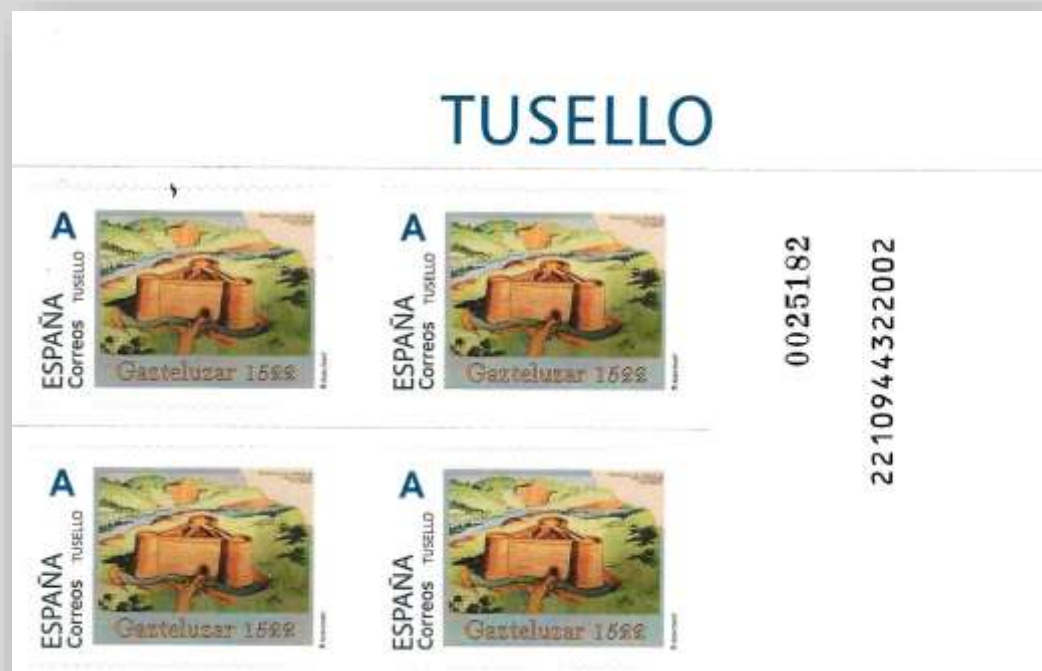 TUSELLO
A
ESPAÑA
Correos TUSELLO
Gazteluzar 1522
A
ESPAÑA
Correos TUSELLO
Gazteluzar 1522
0025182
2210944322002
A
ESPAÑA
Correos TUSELLO
Gazteluzar 1522
A
ESPAÑA
Correos TUSELLO
Gazteluzar 1522